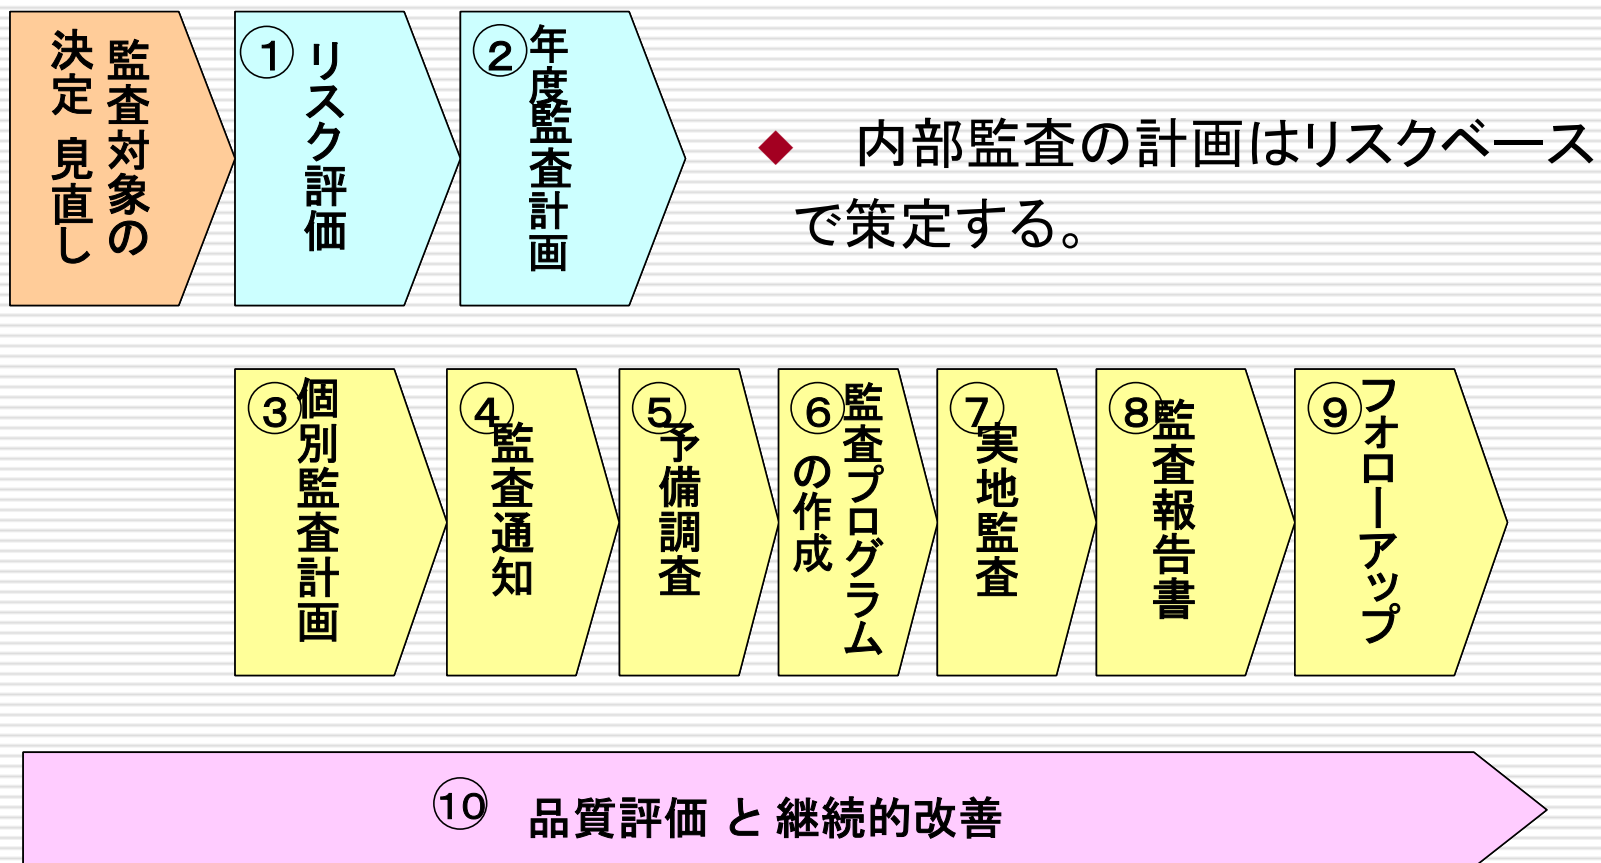 監査対象の
決定 見直し
① リスク評価
② 年度監査計画
◆ 内部監査の計画はリスクベース
で策定する。
③ 個別監査計画
④ 監査通知
⑤ 予備調査
⑥ 監査プログラム
の作成
⑦ 実地監査
⑧ 監査報告書
⑨ フォローアップ
⑩ 品質評価 と 継続的改善